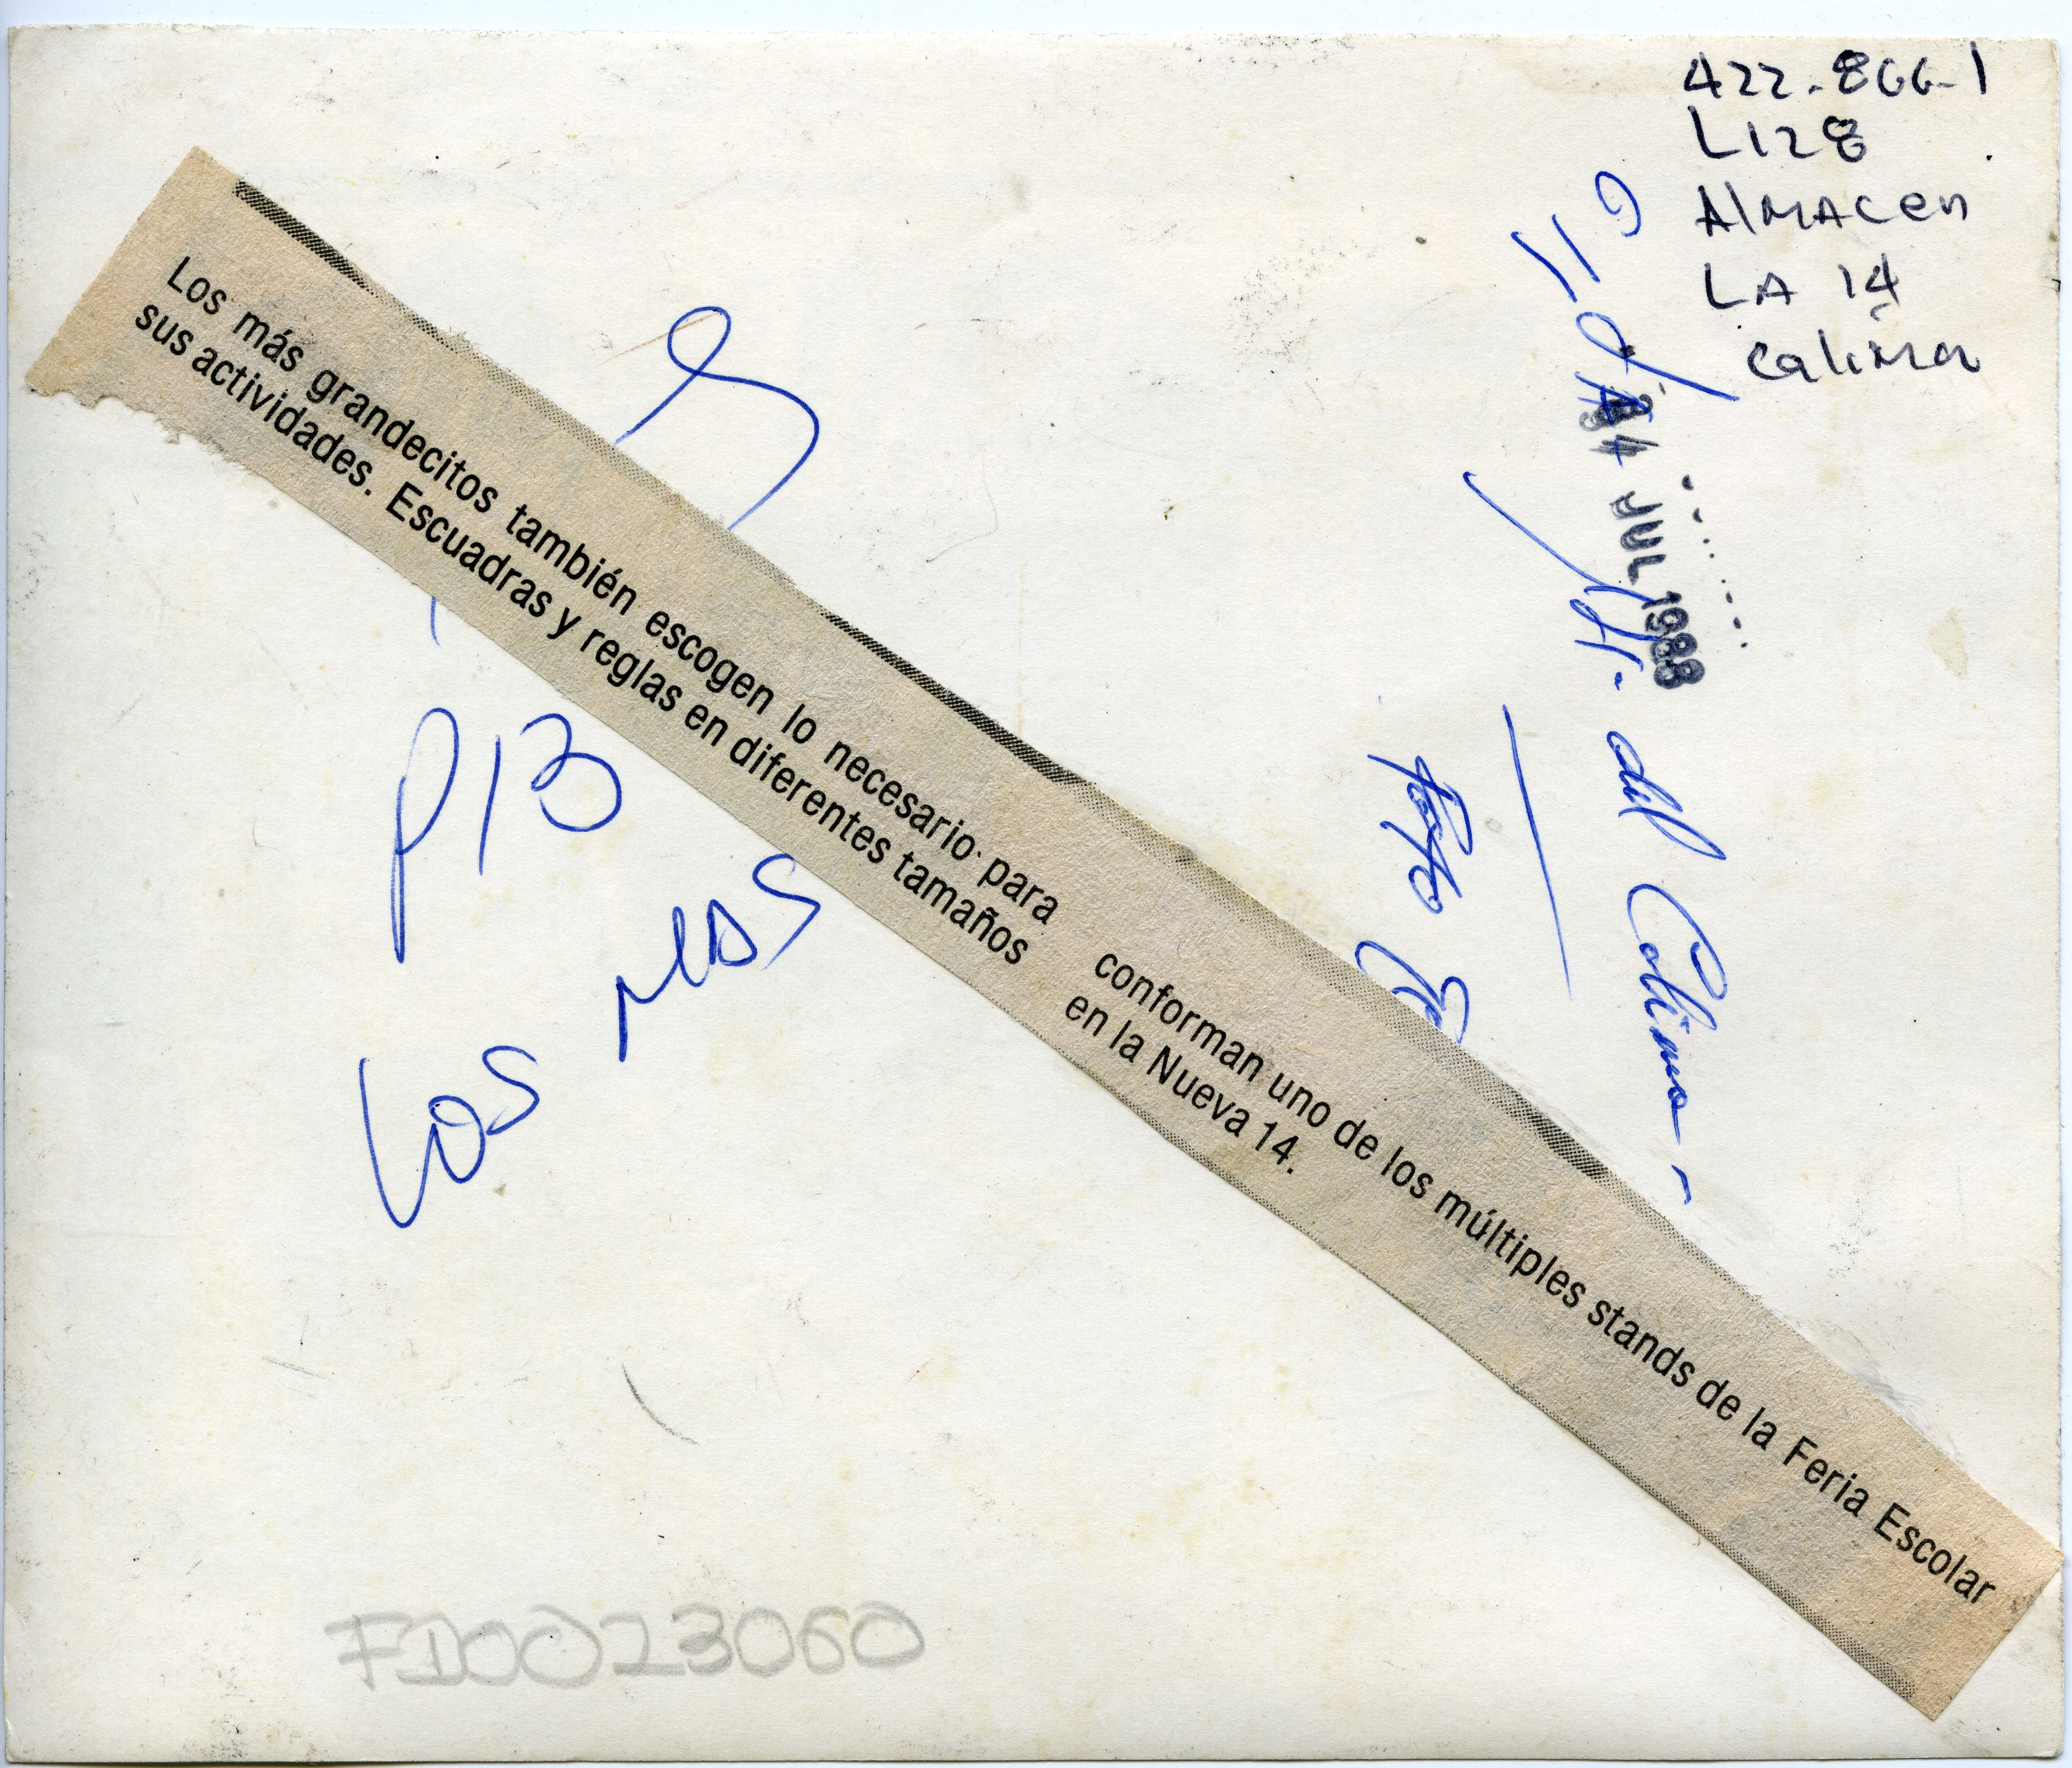 422-866-1
L128
Almacen
LA 14
Calima
JUL 1988
del Calima-
Foto
Los más grandecitos también escogen lo necesario para
sus actividades. Escuadras y reglas en diferentes tamaños
conforman uno de los múltiples stands de la Feria Escolar
en la Nueva 14.
P13
Los MAS
FD0023060